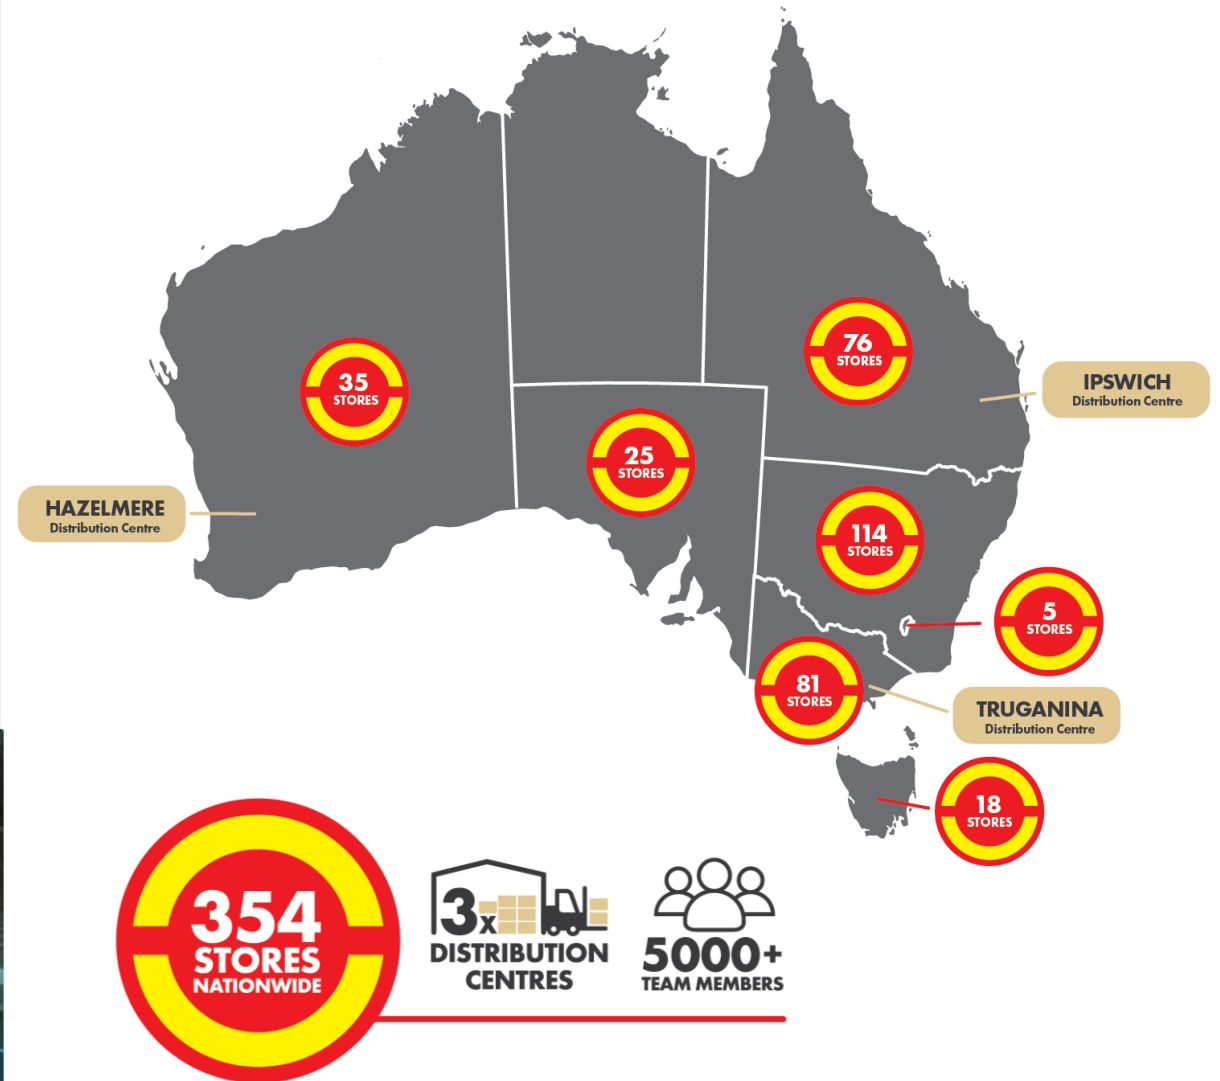 76
STORES
35
STORES
IPSWICH
Distribution Centre
25
STORES
HAZELMERE
Distribution Centre
114
STORES
5
STORES
81
STORES
TRUGANINA
Distribution Centre
18
STORES
354
STORES
NATIONWIDE
3x
DISTRIBUTION
CENTRES
5000+
TEAM MEMBERS